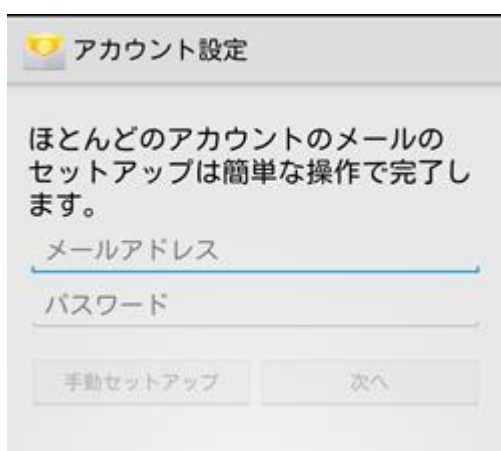 アカウント設定
ほとんどのアカウントのメールの
セットアップは簡単な操作で完了し
ます。
メールアドレス
パスワード
手動セットアップ
次へ